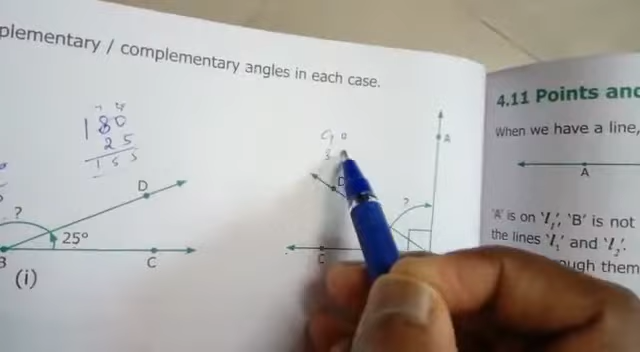 plementary / complementary angles in each case.
180
25
155
D
?
25°
B
C
(i)
90
3
D
A
?
C
4.11 Points and
When we have a line,
A
'A' is on 'l₁', 'B' is not
the lines 'l₁' and 'l₂'.
ough them